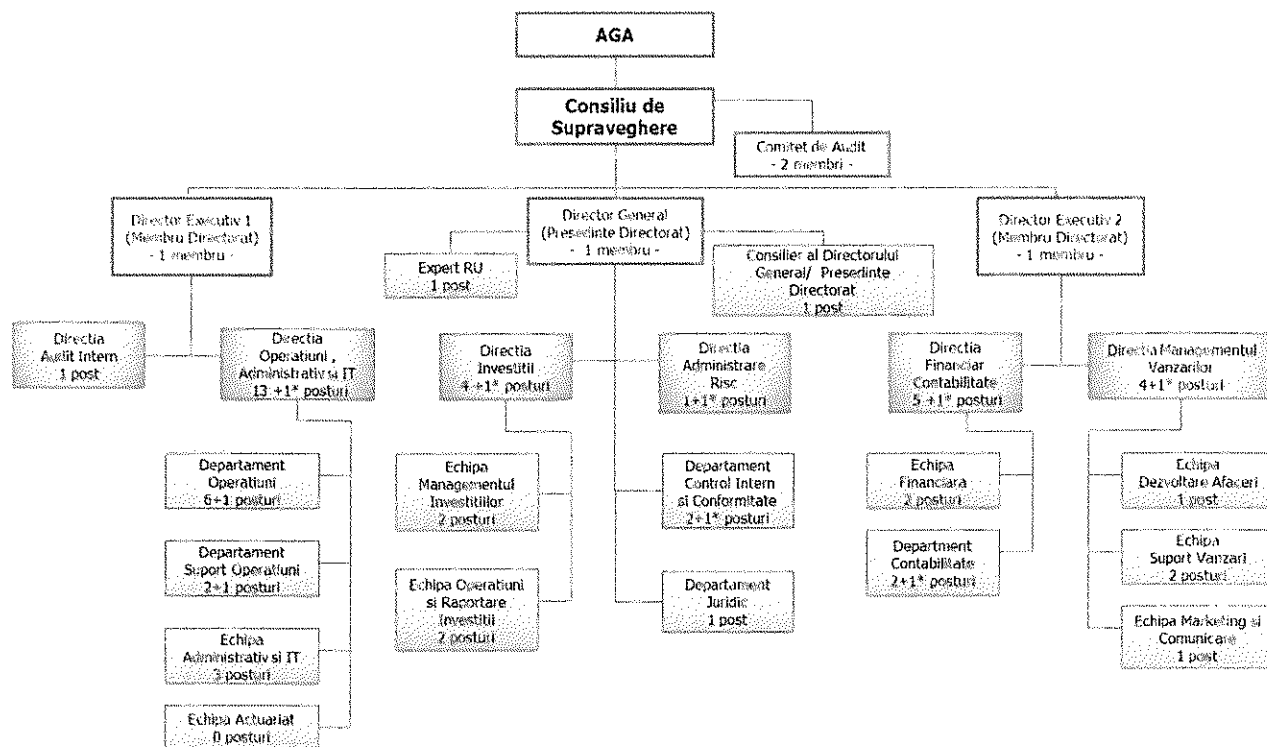 AGA
Consiliu de
Supraveghere
Comitet de Audit
- 2 membri -
Director Executiv 1
(Membru Directorat)
- 1 membru -
Director General
(Presedinte Directorat)
- 1 membru -
Director Executiv 2
(Membru Directorat)
- 1 membru -
Expert RU
1 post
Consilier al Directorului
General/ Presedinte
Directorat
1 post
Directia
Audit Intern
1 post
Directia
Operatiuni ,
Administrativ si IT
13 +1* posturi
Directia
Investitii
4 +1* posturi
Directia
Administrare
Risc
1+1* posturi
Directia
Financiar
Contabilitate
5 +1* posturi
Directia Managementul
Vanzarilor
4+1* posturi
Departament
Operatiuni
6+1 posturi
Departament
Suport Operatiuni
2+1 posturi
Echipa
Administrativ si IT
3 posturi
Echipa Actuariat
0 posturi
Echipa
Managementul
Investitiilor
2 posturi
Echipa Operatiuni
si Raportare
Investitii
2 posturi
Departament
Control Intern
si Conformitate
2+1* posturi
Departament
Juridic
1 post
Echipa
Financiara
2 posturi
Department
Contabilitate
2+1* posturi
Echipa
Dezvoltare Afaceri
1 post
Echipa
Suport Vanzari
2 posturi
Echipa Marketing si
Comunicare
1 post